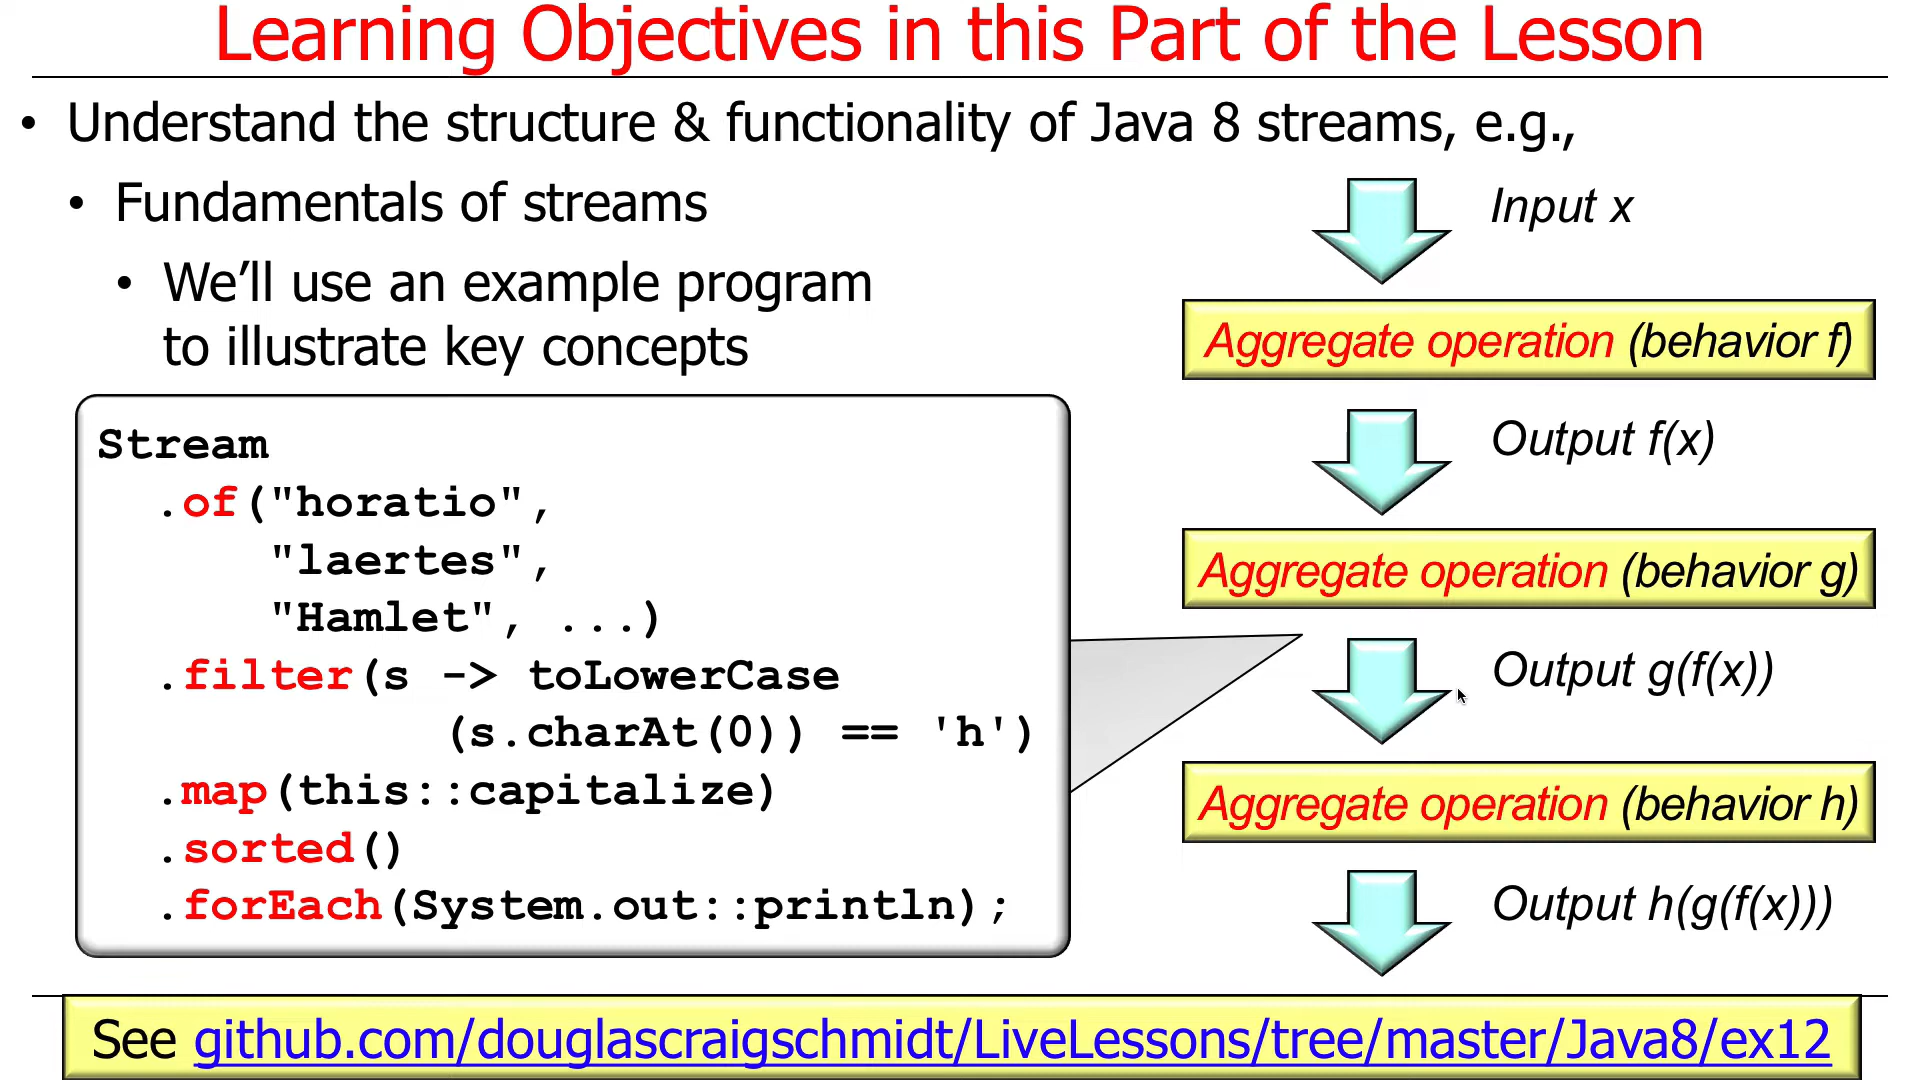 Learning Objectives in this Part of the Lesson
• Understand the structure & functionality of Java 8 streams, e.g.,
• Fundamentals of streams
• We’ll use an example program
to illustrate key concepts
Stream
.of("horatio",
"laertes",
"Hamlet", ...)
.filter(s -> toLowerCase
(s.charAt(0)) == 'h')
.map(this::capitalize)
.sorted()
.forEach(System.out::println);
Input x
Aggregate operation (behavior f)
Output f(x)
Aggregate operation (behavior g)
Output g(f(x))
Aggregate operation (behavior h)
Output h(g(f(x)))
See github.com/douglascraigschmidt/LiveLessons/tree/master/Java8/ex12